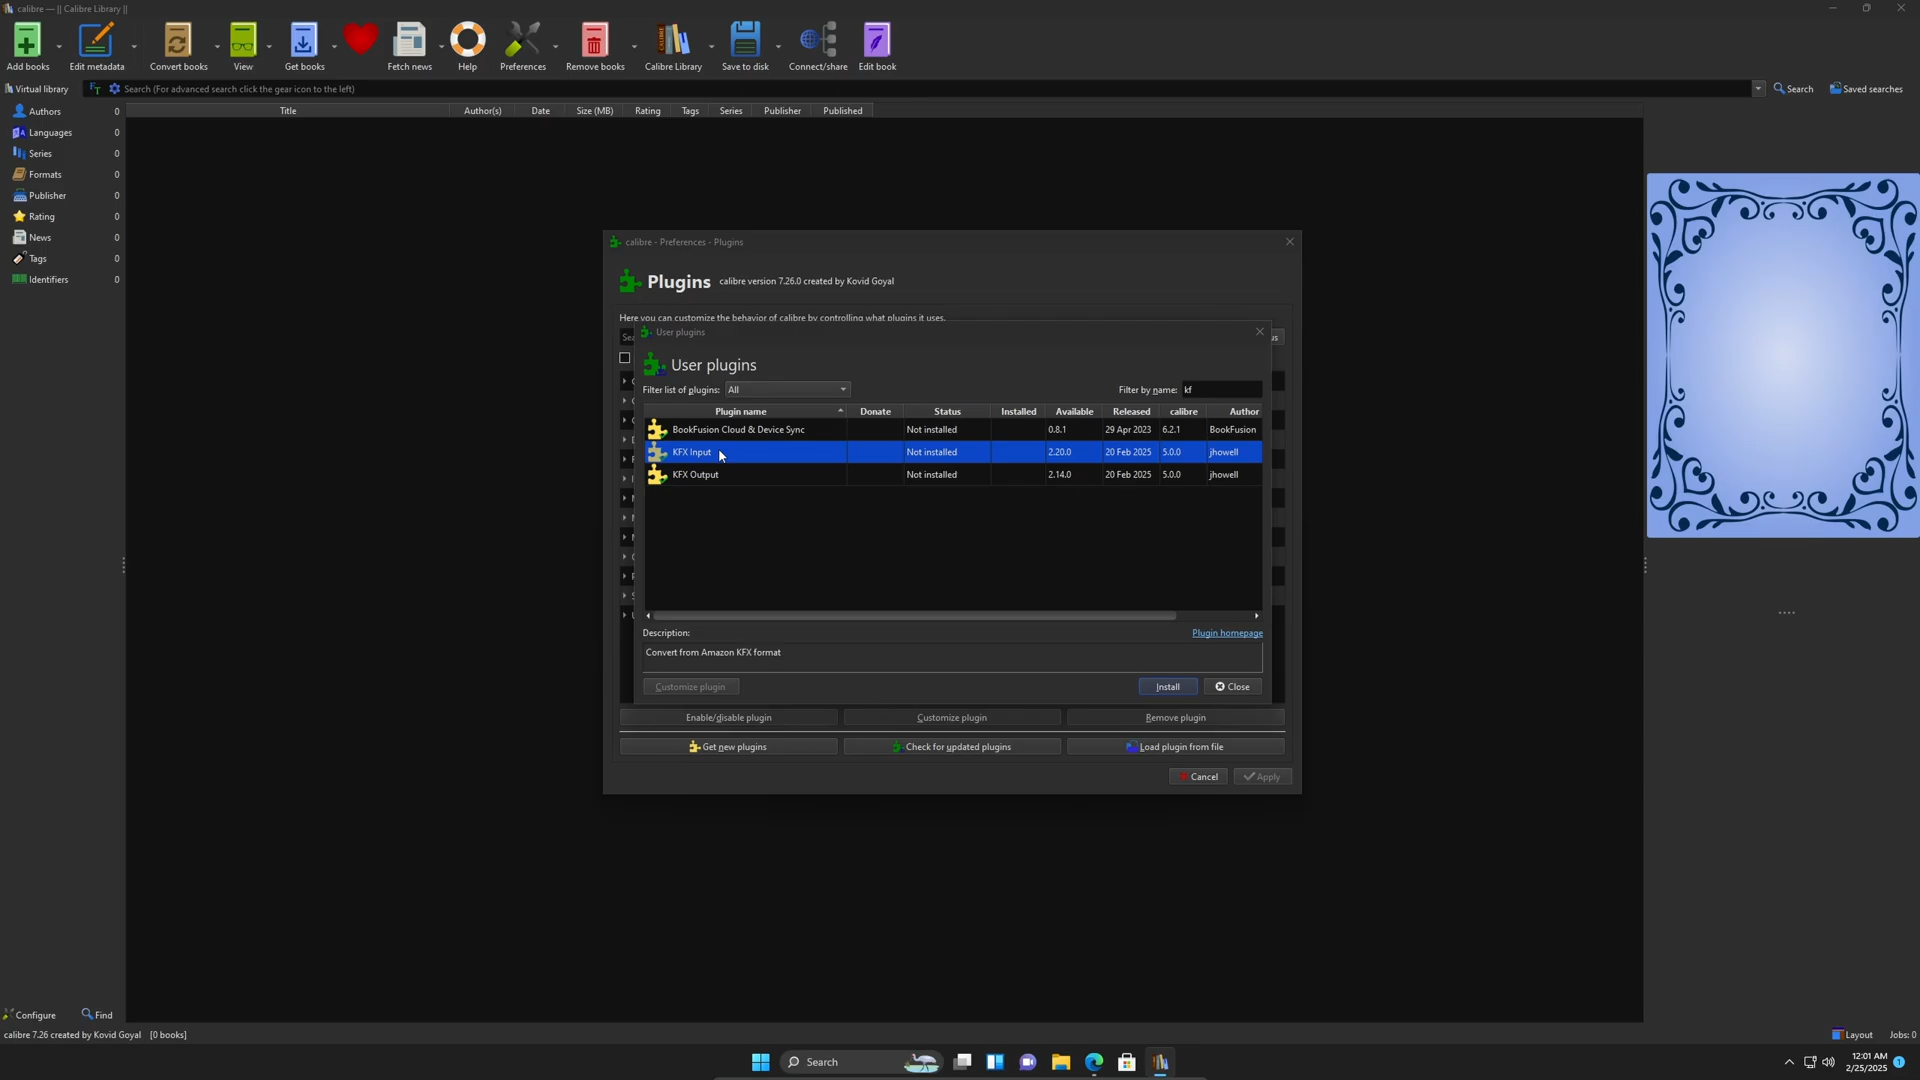 calibre — || Calibre Library ||
Add books
Edit metadata
Convert books
View
Get books
Fetch news
Help
Preferences
Remove books
Calibre Library
Save to disk
Connect/share
Edit book
Virtual library
Search (For advanced search click the gear icon to the left)
Search
Saved searches
Authors 0
Languages 0
Series 0
Formats 0
Publisher 0
Rating 0
News 0
Tags 0
Identifiers 0
Title Author(s) Date Size (MB) Rating Tags Series Publisher Published
calibre - Preferences - Plugins
Plugins calibre version 7.26.0 created by Kovid Goyal
Here you can customize the behavior of calibre by controlling what plugins it uses.
User plugins
User plugins
Filter list of plugins: All
Filter by name: kf
Plugin name Donate Status Installed Available Released calibre Author
BookFusion Cloud & Device Sync Not installed 0.8.1 29 Apr 2023 6.2.1 BookFusion
KFX Input Not installed 2.20.0 20 Feb 2025 5.0.0 jhowell
KFX Output Not installed 2.14.0 20 Feb 2025 5.0.0 jhowell
Description:
Plugin homepage
Convert from Amazon KFX format
Customize plugin
Install
Close
Enable/disable plugin
Customize plugin
Remove plugin
Get new plugins
Check for updated plugins
Load plugin from file
Cancel
Apply
Configure
Find
calibre 7.26 created by Kovid Goyal [0 books]
Layout
Jobs: 0
Search
12:01 AM
2/25/2025
1